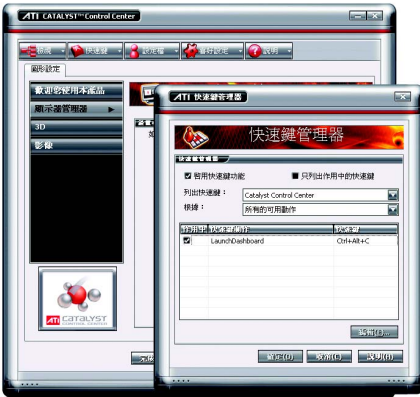 ATI CATALYST™ Control Center
檢視 快速鍵 設定檔 喜好設定 說明
圖形設定
歡迎您使用本產品
顯示器管理器
3D
影像
ATI CATALYST
CONTROL CENTER
ATI 快速鍵管理器
快速鍵管理器
快速鍵管理器
啓用快速鍵功能 只列出作用中的快速鍵
列出快速鍵： Catalyst Control Center
根據： 所有的可用動作
作用中 快速鍵動作 快速鍵
LaunchDashboard Ctrl+Alt+C
編輯(E)...
確定(O) 取消(C) 說明(H)